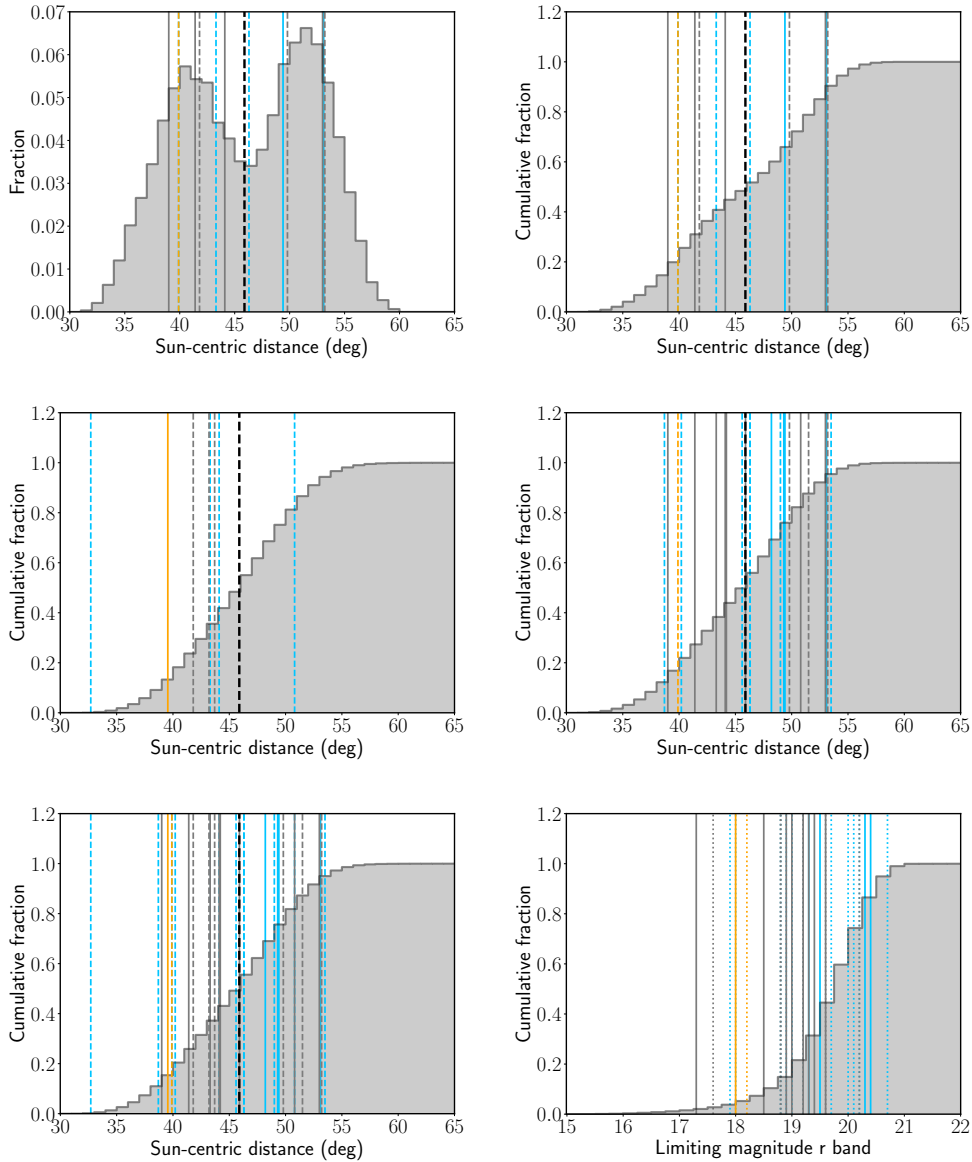 0.07
0.06
0.05
0.04
0.03
0.02
0.01
0.00
Fraction
30 35 40 45 50 55 60 65
Sun-centric distance (deg)
1.2
1.0
0.8
0.6
0.4
0.2
0.0
Cumulative fraction
30 35 40 45 50 55 60 65
Sun-centric distance (deg)
1.2
1.0
0.8
0.6
0.4
0.2
0.0
Cumulative fraction
30 35 40 45 50 55 60 65
Sun-centric distance (deg)
1.2
1.0
0.8
0.6
0.4
0.2
0.0
Cumulative fraction
30 35 40 45 50 55 60 65
Sun-centric distance (deg)
1.2
1.0
0.8
0.6
0.4
0.2
0.0
Cumulative fraction
30 35 40 45 50 55 60 65
Sun-centric distance (deg)
1.2
1.0
0.8
0.6
0.4
0.2
0.0
Cumulative fraction
15 16 17 18 19 20 21 22
Limiting magnitude r band